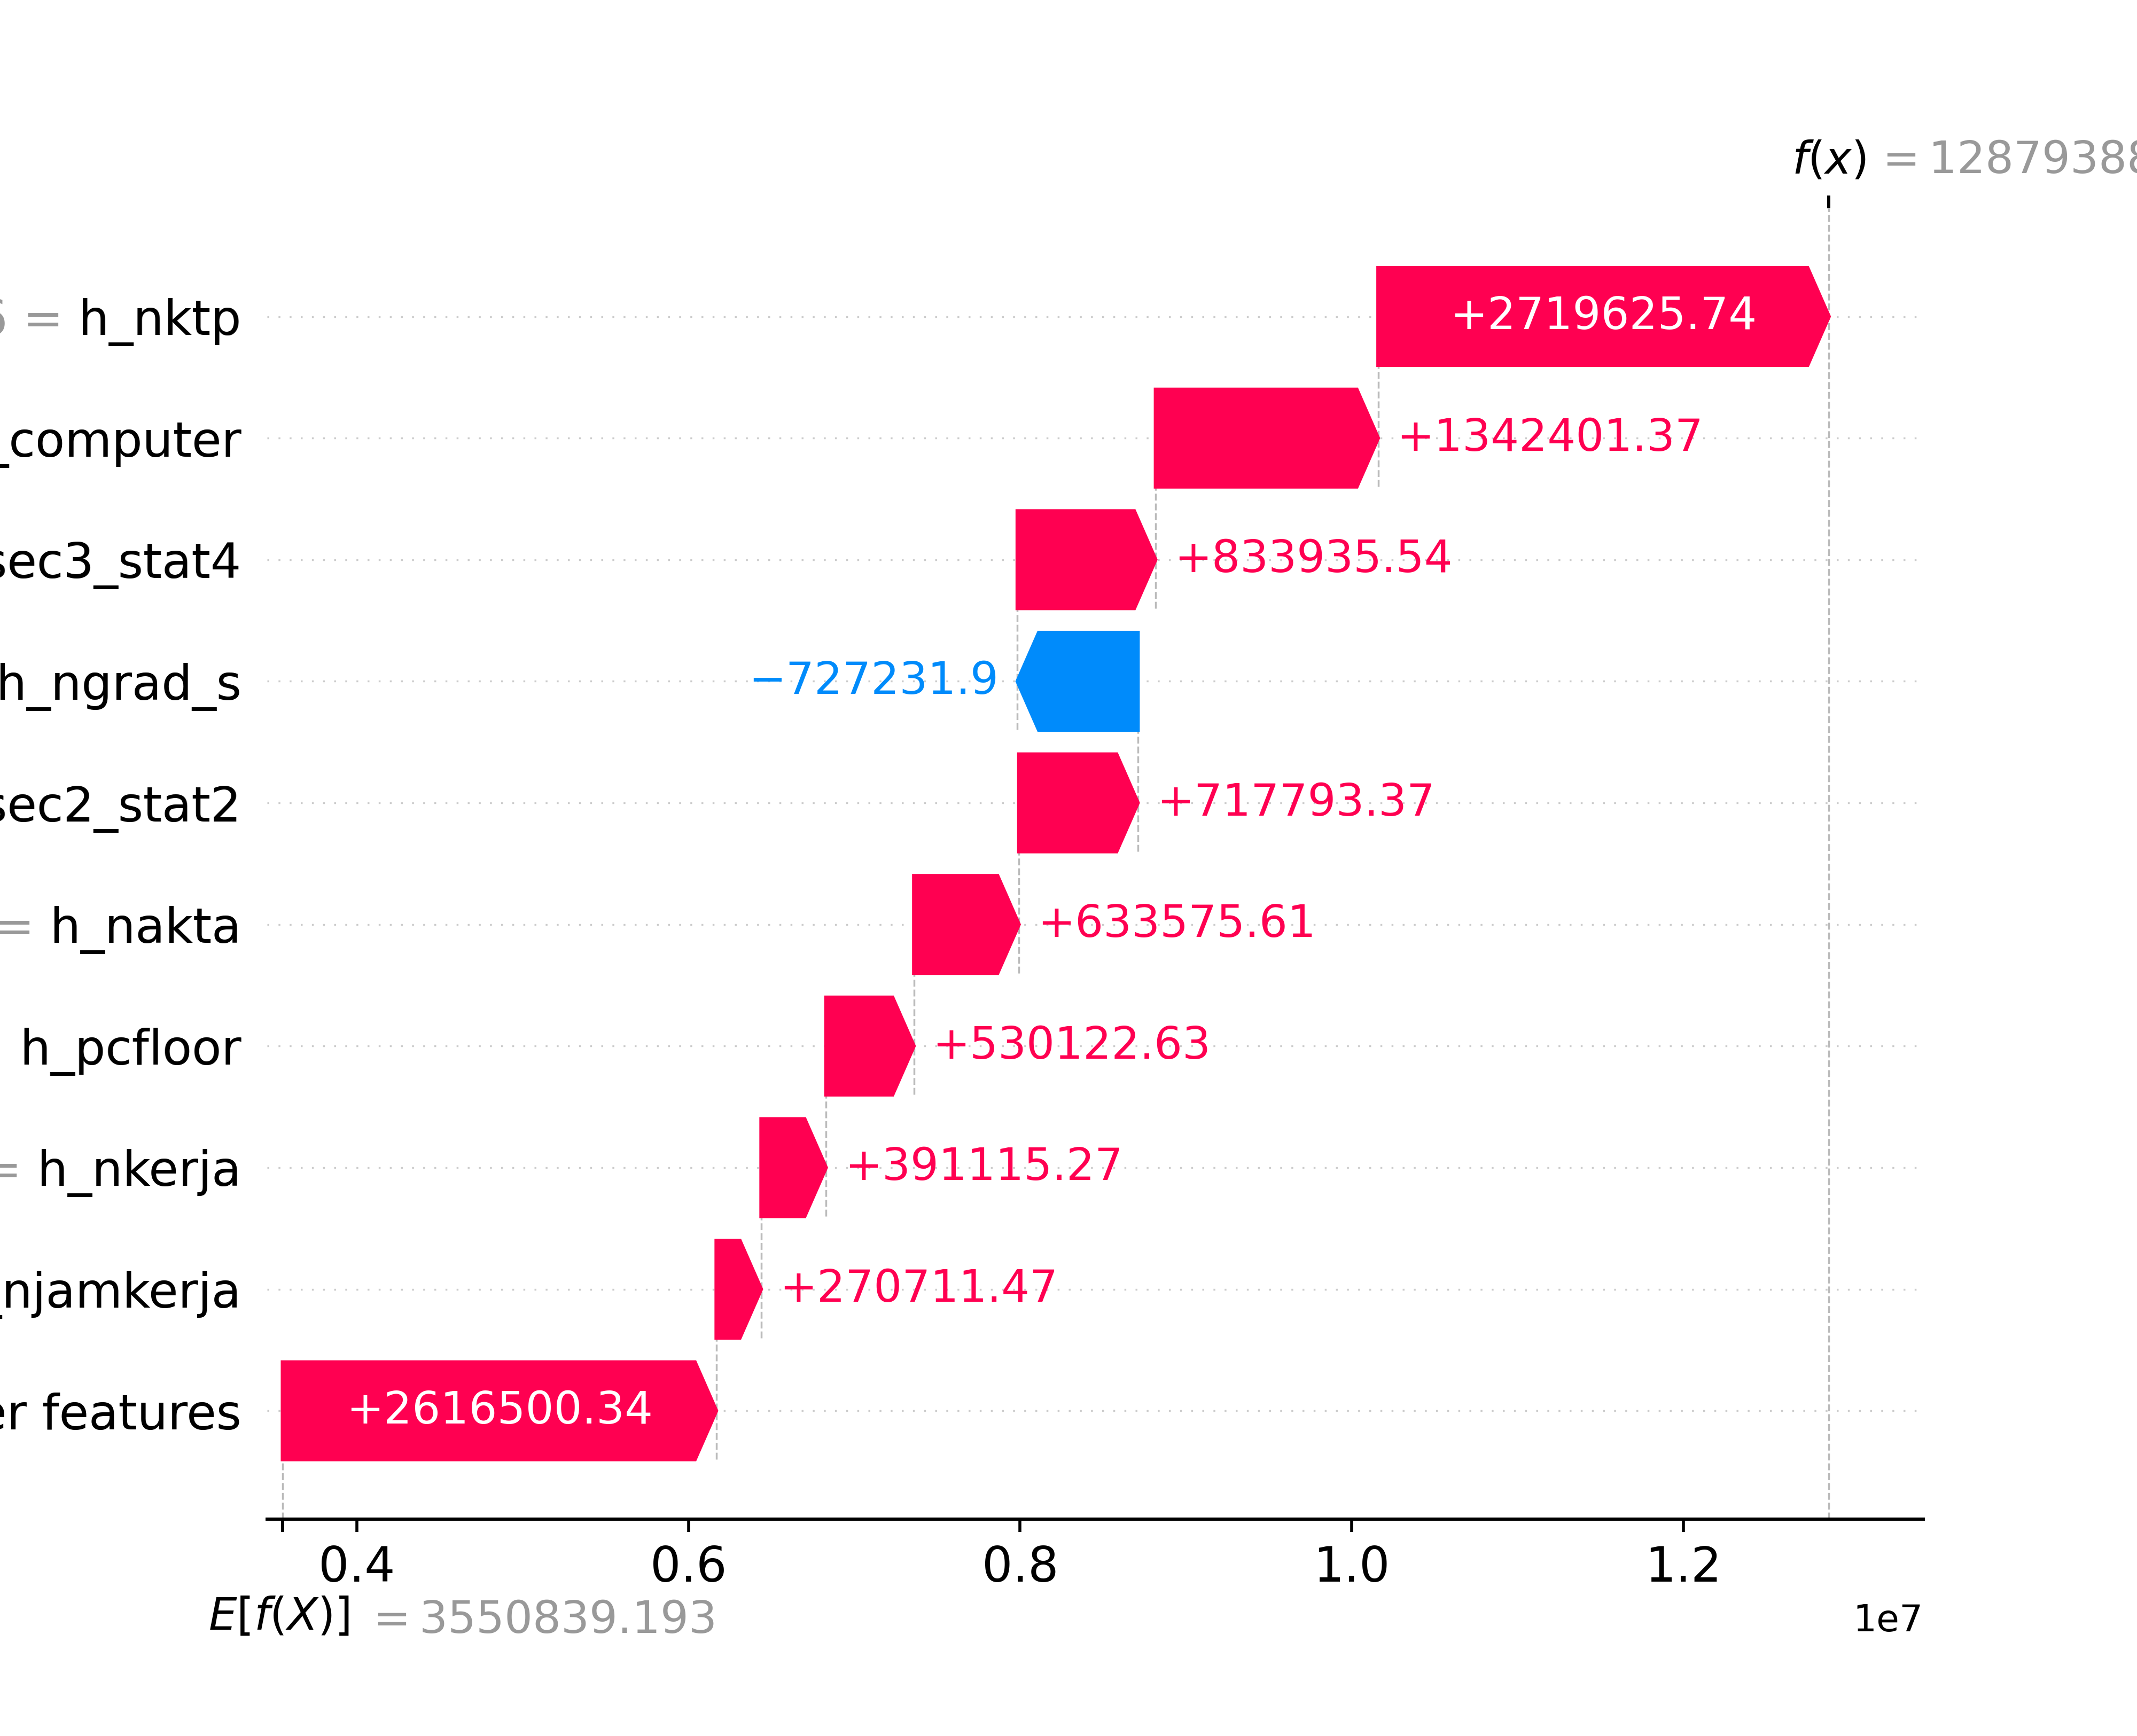 f(x) = 12879388
= h_nktp +2719625.74
_computer +1342401.37
sec3_stat4 +833935.54
h_ngrad_s −727231.9
sec2_stat2 +717793.37
= h_nakta +633575.61
h_pcfloor +530122.63
= h_nkerja +391115.27
njamkerja +270711.47
er features +2616500.34
0.4 0.6 0.8 1.0 1.2
E[f(X)] = 3550839.193
1e7